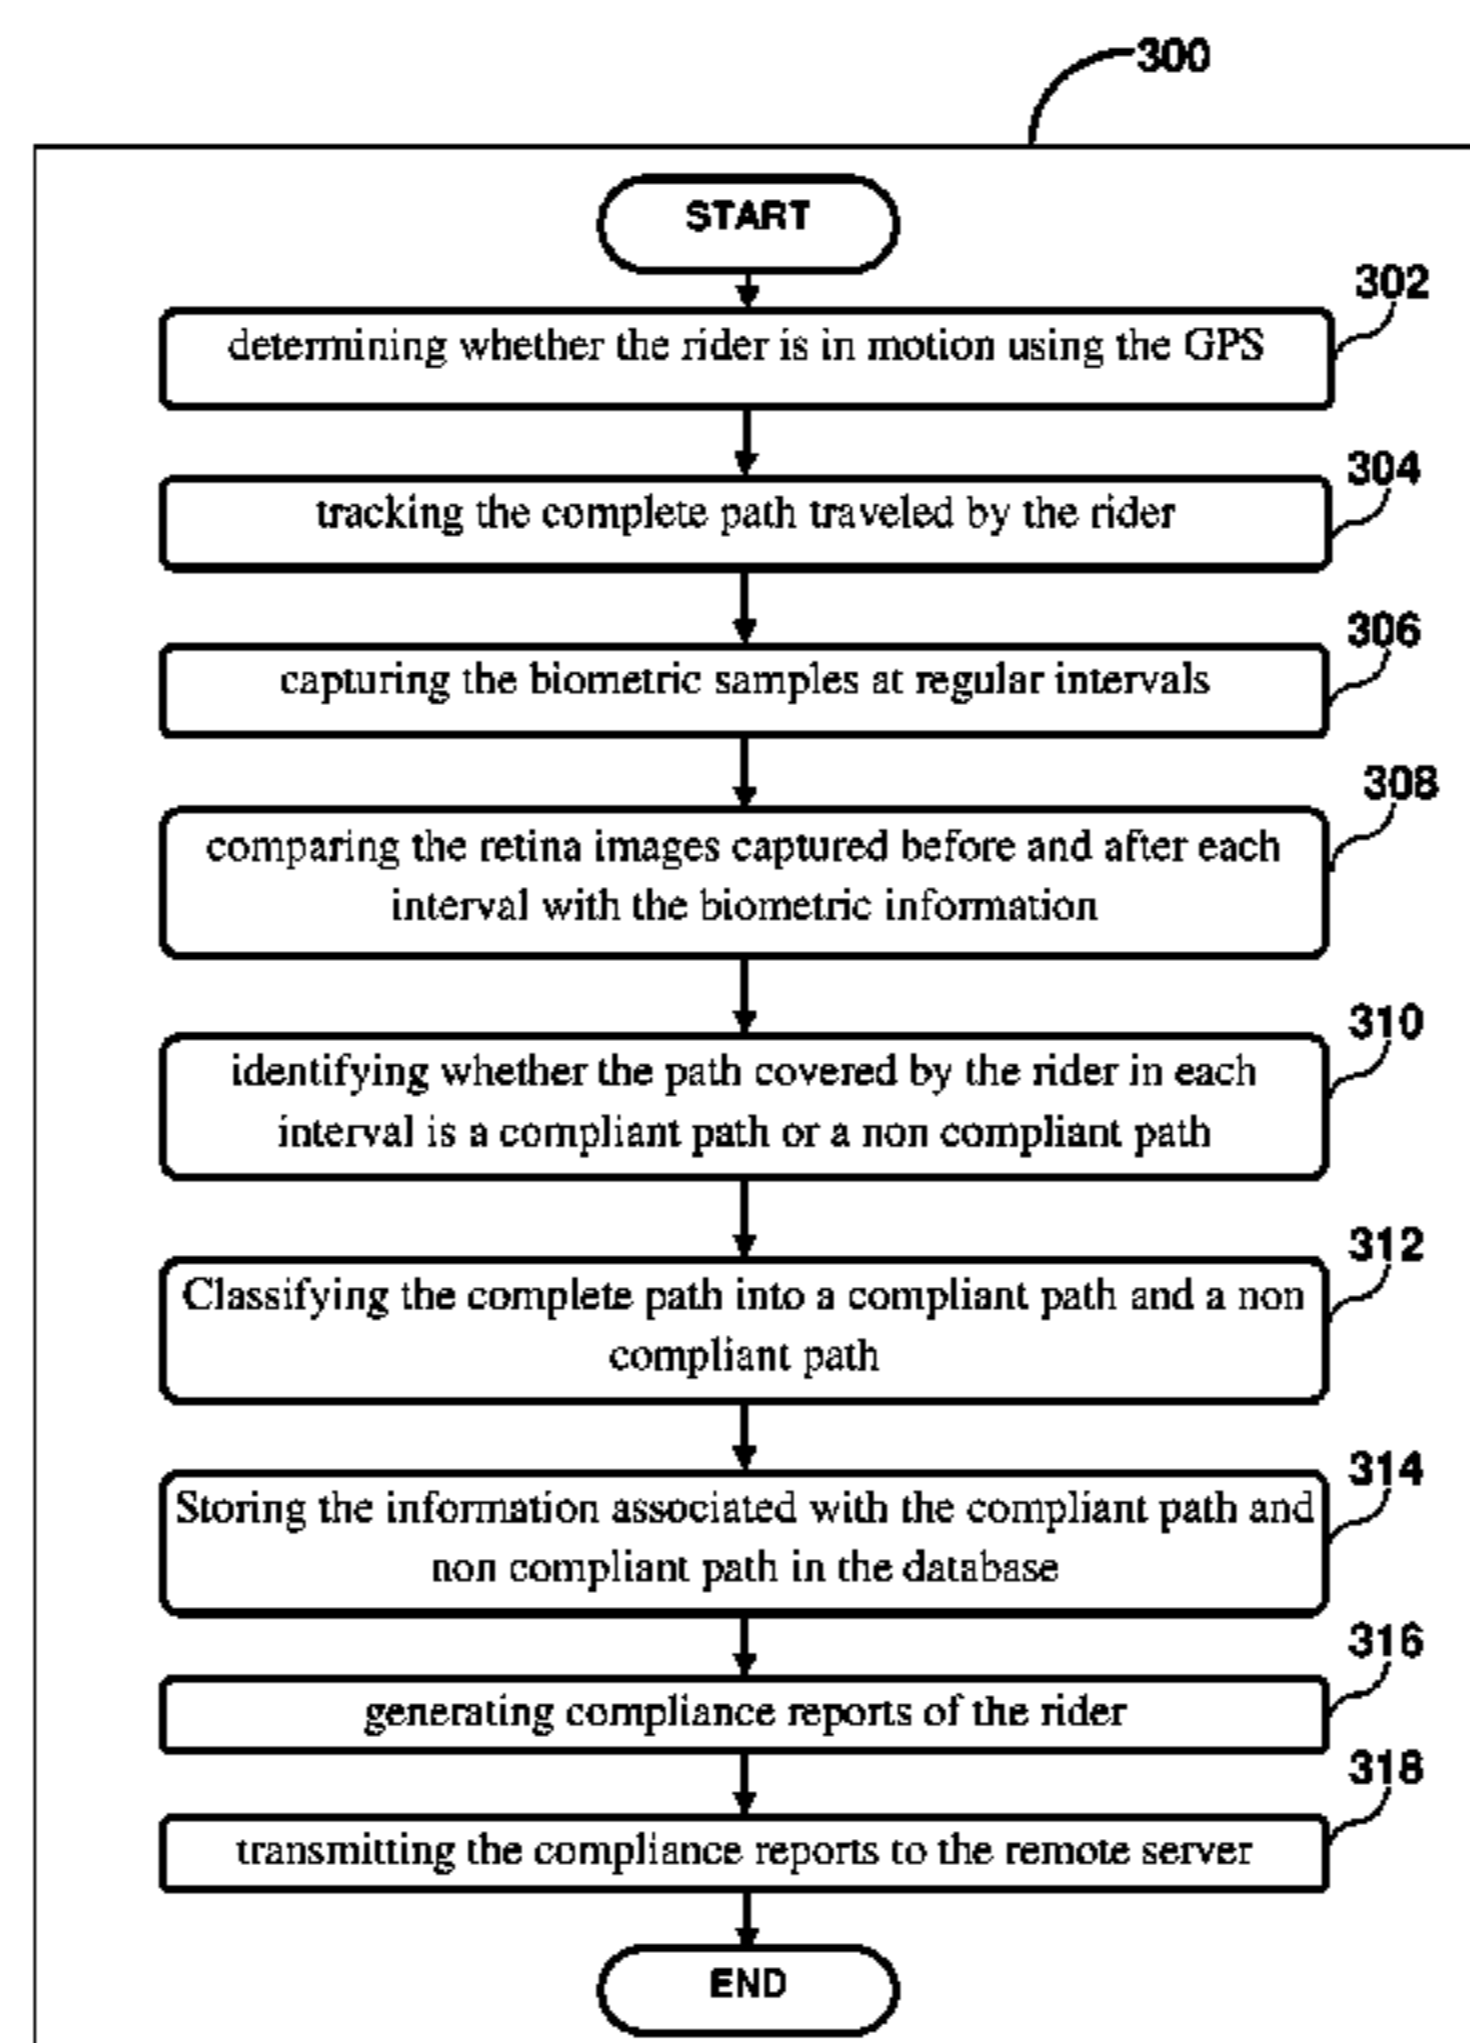 300
START
302
determining whether the rider is in motion using the GPS
304
tracking the complete path traveled by the rider
306
capturing the biometric samples at regular intervals
308
comparing the retina images captured before and after each
interval with the biometric information
310
identifying whether the path covered by the rider in each
interval is a compliant path or a non compliant path
312
Classifying the complete path into a compliant path and a non
compliant path
314
Storing the information associated with the compliant path and
non compliant path in the database
316
generating compliance reports of the rider
318
transmitting the compliance reports to the remote server
END